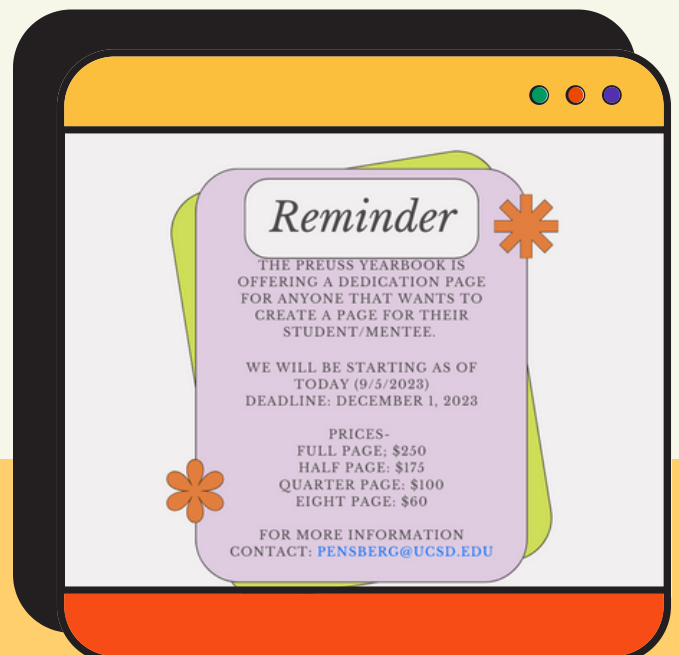 Reminder
THE PREUSS YEARBOOK IS
OFFERING A DEDICATION PAGE
FOR ANYONE THAT WANTS TO
CREATE A PAGE FOR THEIR
STUDENT/MENTEE.
WE WILL BE STARTING AS OF
TODAY (9/5/2023)
DEADLINE: DECEMBER 1, 2023
PRICES-
FULL PAGE; $250
HALF PAGE: $175
QUARTER PAGE: $100
EIGHT PAGE: $60
FOR MORE INFORMATION
CONTACT: PENSBERG@UCSD.EDU